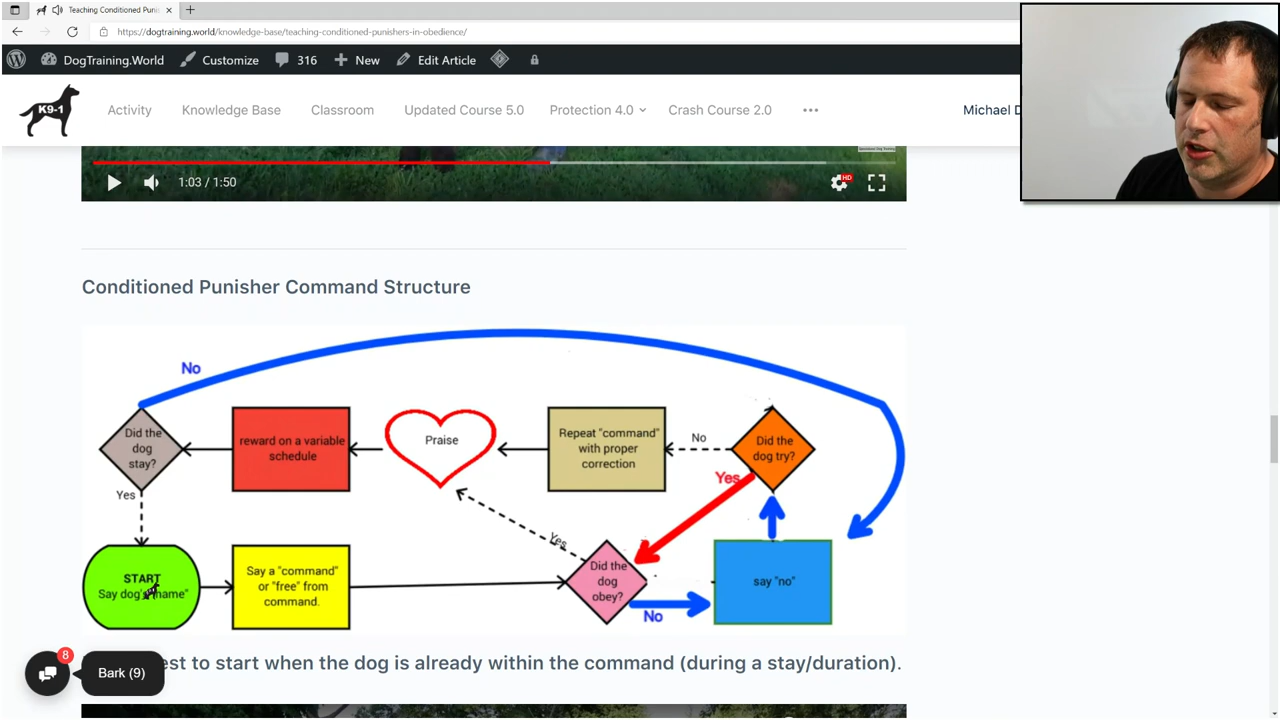 Teaching Conditioned Puni
https://dogtraining.world/knowledge-base/teaching-conditioned-punishers-in-obedience/
DogTraining.World Customize 316 New Edit Article
K9-1
Activity Knowledge Base Classroom Updated Course 5.0 Protection 4.0 Crash Course 2.0 Michael D
1:03 / 1:50 HD
Conditioned Punisher Command Structure
No
Did the
dog
stay?
reward on a variable
schedule
Praise
Repeat "command"
with proper
correction
No
Did the
dog try?
Yes
Yes
Yes
START
Say dog's "name"
Say a "command"
or "free" from
command.
Did the
dog
obey?
No
say "no"
est to start when the dog is already within the command (during a stay/duration).
8
Bark (9)